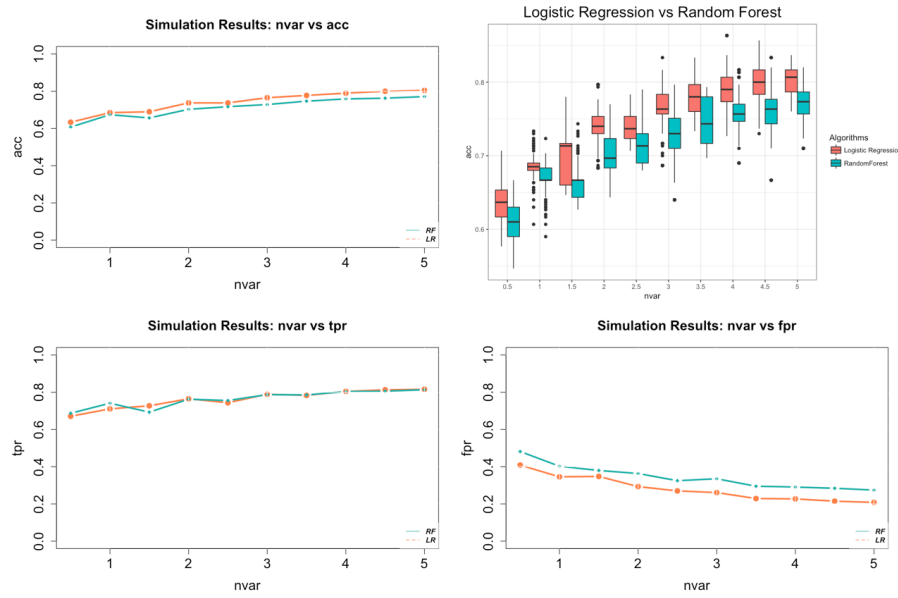 Simulation Results: nvar vs acc
acc
0.0 0.2 0.4 0.6 0.8 1.0
1 2 3 4 5
nvar
RF
LR
Logistic Regression vs Random Forest
acc
0.8
0.7
0.6
0.5 1 1.5 2 2.5 3 3.5 4 4.5 5
nvar
Algorithms
Logistic Regressio
RandomForest
Simulation Results: nvar vs tpr
tpr
0.0 0.2 0.4 0.6 0.8 1.0
1 2 3 4 5
nvar
RF
LR
Simulation Results: nvar vs fpr
fpr
0.0 0.2 0.4 0.6 0.8 1.0
1 2 3 4 5
nvar
RF
LR